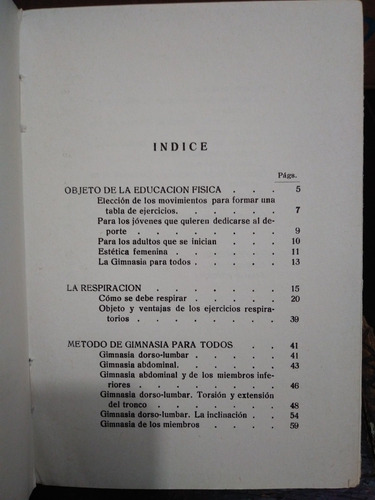 INDICE
Págs.
OBJETO DE LA EDUCACION FISICA . . . 5
Elección de los movimientos para formar una
tabla de ejercicios. . . . . . 7
Para los jóvenes que quieren dedicarse al de-
porte . . . . . . . . 9
Para los adultos que se inician . . . 10
Estética femenina . . . . . 11
La Gimnasia para todos . . . . 13
LA RESPIRACION . . . . . . 15
Cómo se debe respirar . . . . 20
Objeto y ventajas de los ejercicios respira-
torios . . . . . . . . 39
METODO DE GIMNASIA PARA TODOS . . 41
Gimnasia dorso-lumbar . . . . 41
Gimnasia abdominal. . . . . . 43
Gimnasia abdominal y de los miembros infe-
riores . . . . . . . . 46
Gimnasia dorso-lumbar. Torsión y extensión
del tronco . . . . . . . 48
Gimnasia dorso-lumbar. La inclinación . . 54
Gimnasia de los miembros . . . . 59